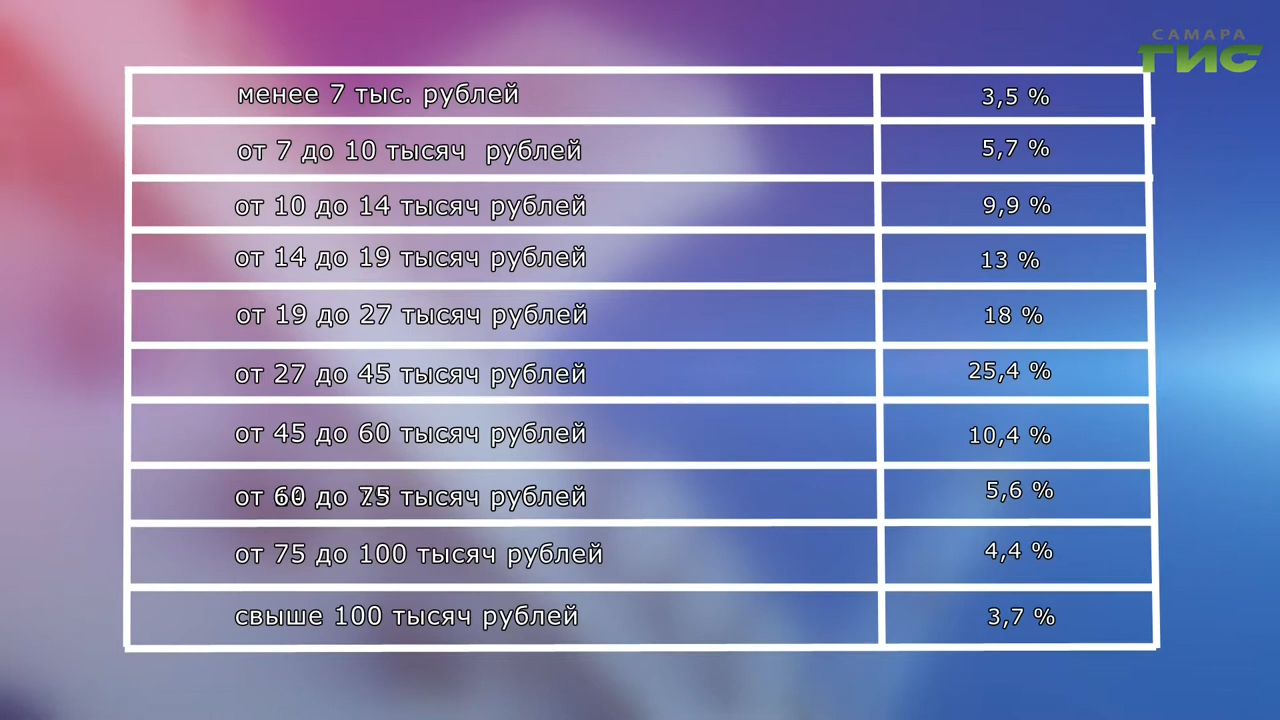 САМАРА
ГИС
менее 7 тыс. рублей 3,5 %
от 7 до 10 тысяч рублей 5,7 %
от 10 до 14 тысяч рублей 9,9 %
от 14 до 19 тысяч рублей 13 %
от 19 до 27 тысяч рублей 18 %
от 27 до 45 тысяч рублей 25,4 %
от 45 до 60 тысяч рублей 10,4 %
от 60 до 75 тысяч рублей 5,6 %
от 75 до 100 тысяч рублей 4,4 %
свыше 100 тысяч рублей 3,7 %